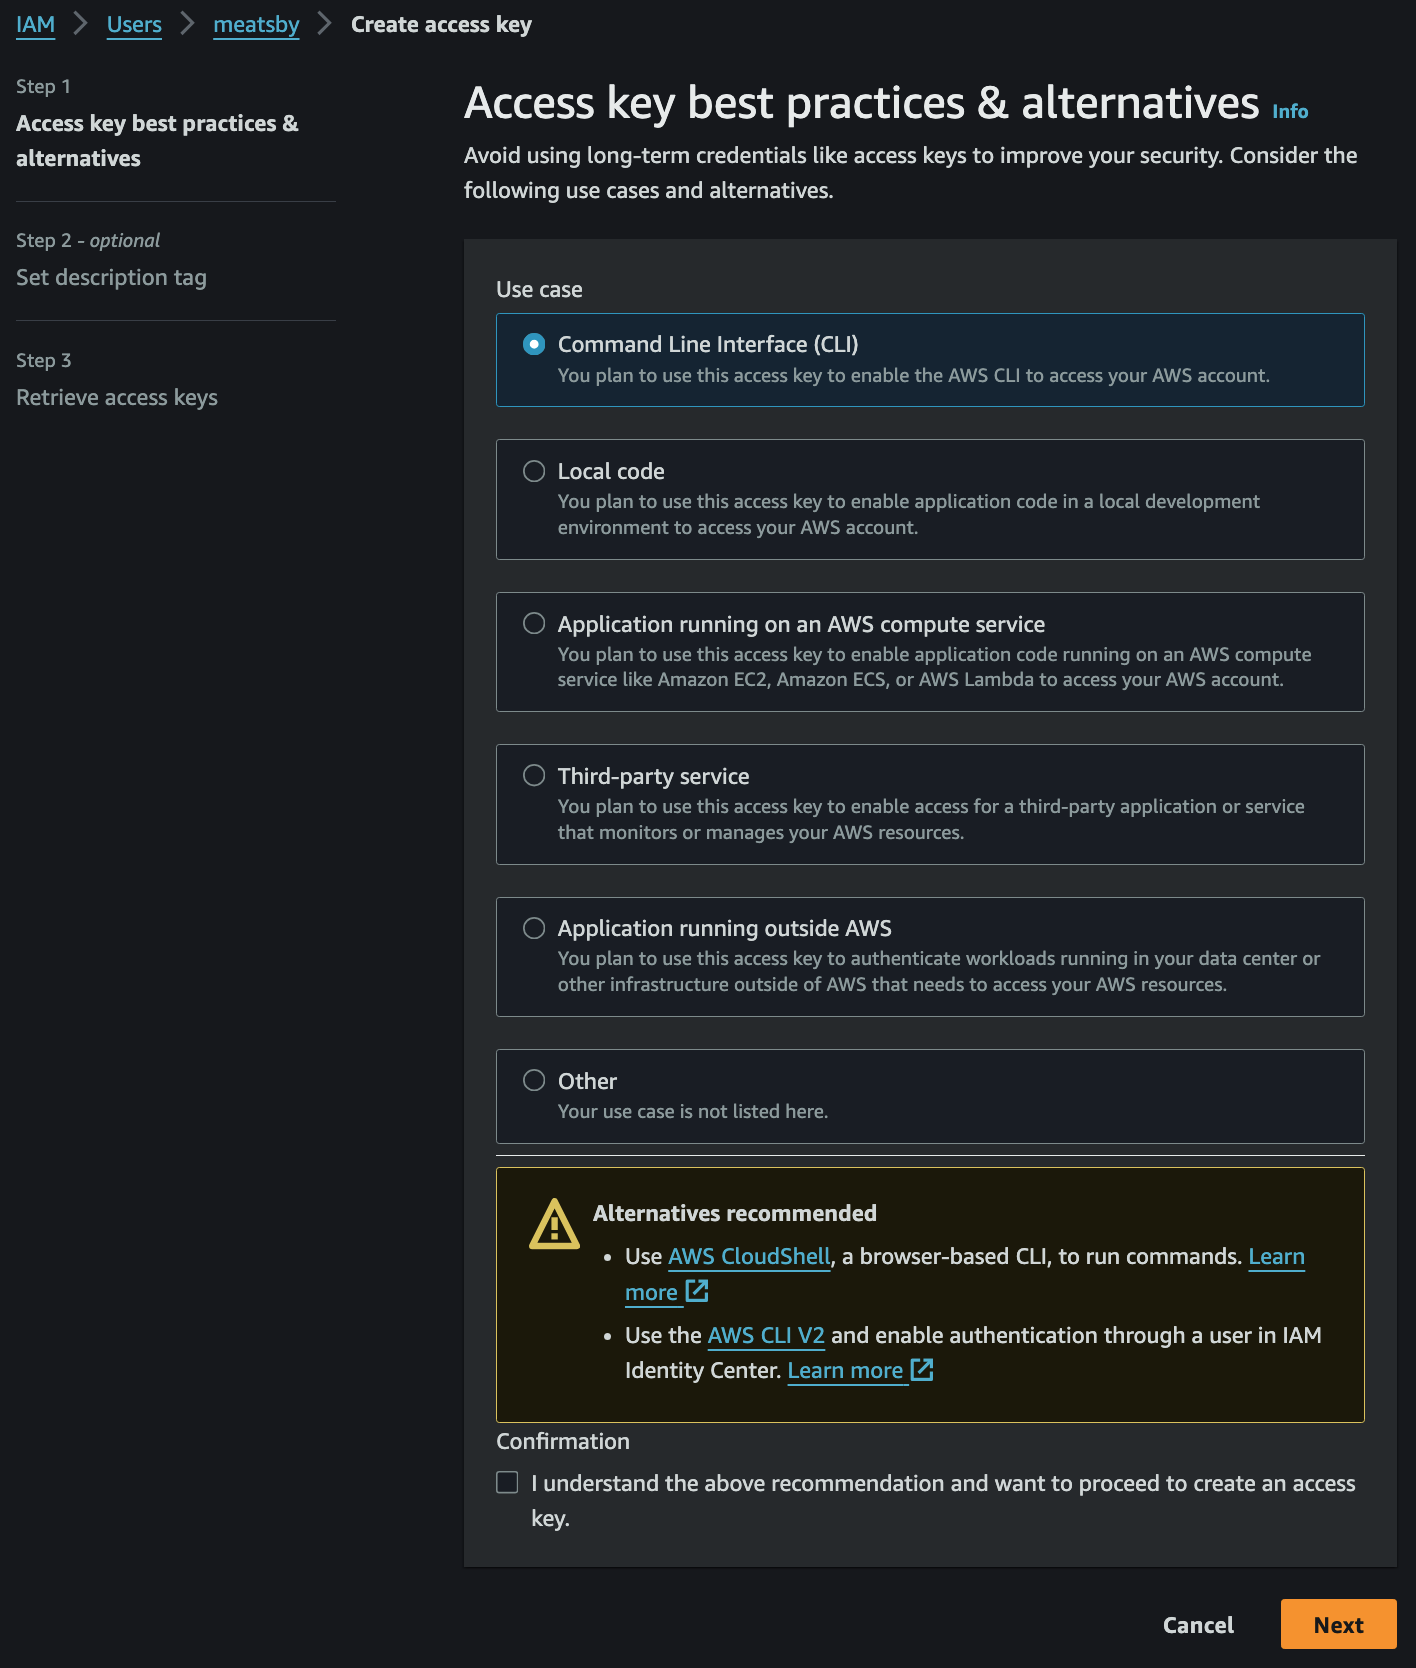 IAM > Users > meatsby > Create access key
Step 1
Access key best practices &
alternatives
Step 2 - optional
Set description tag
Step 3
Retrieve access keys
Access key best practices & alternatives Info
Avoid using long-term credentials like access keys to improve your security. Consider the
following use cases and alternatives.
Use case
Command Line Interface (CLI)
You plan to use this access key to enable the AWS CLI to access your AWS account.
Local code
You plan to use this access key to enable application code in a local development
environment to access your AWS account.
Application running on an AWS compute service
You plan to use this access key to enable application code running on an AWS compute
service like Amazon EC2, Amazon ECS, or AWS Lambda to access your AWS account.
Third-party service
You plan to use this access key to enable access for a third-party application or service
that monitors or manages your AWS resources.
Application running outside AWS
You plan to use this access key to authenticate workloads running in your data center or
other infrastructure outside of AWS that needs to access your AWS resources.
Other
Your use case is not listed here.
Alternatives recommended
• Use AWS CloudShell, a browser-based CLI, to run commands. Learn
more
• Use the AWS CLI V2 and enable authentication through a user in IAM
Identity Center. Learn more
Confirmation
I understand the above recommendation and want to proceed to create an access
key.
Cancel
Next